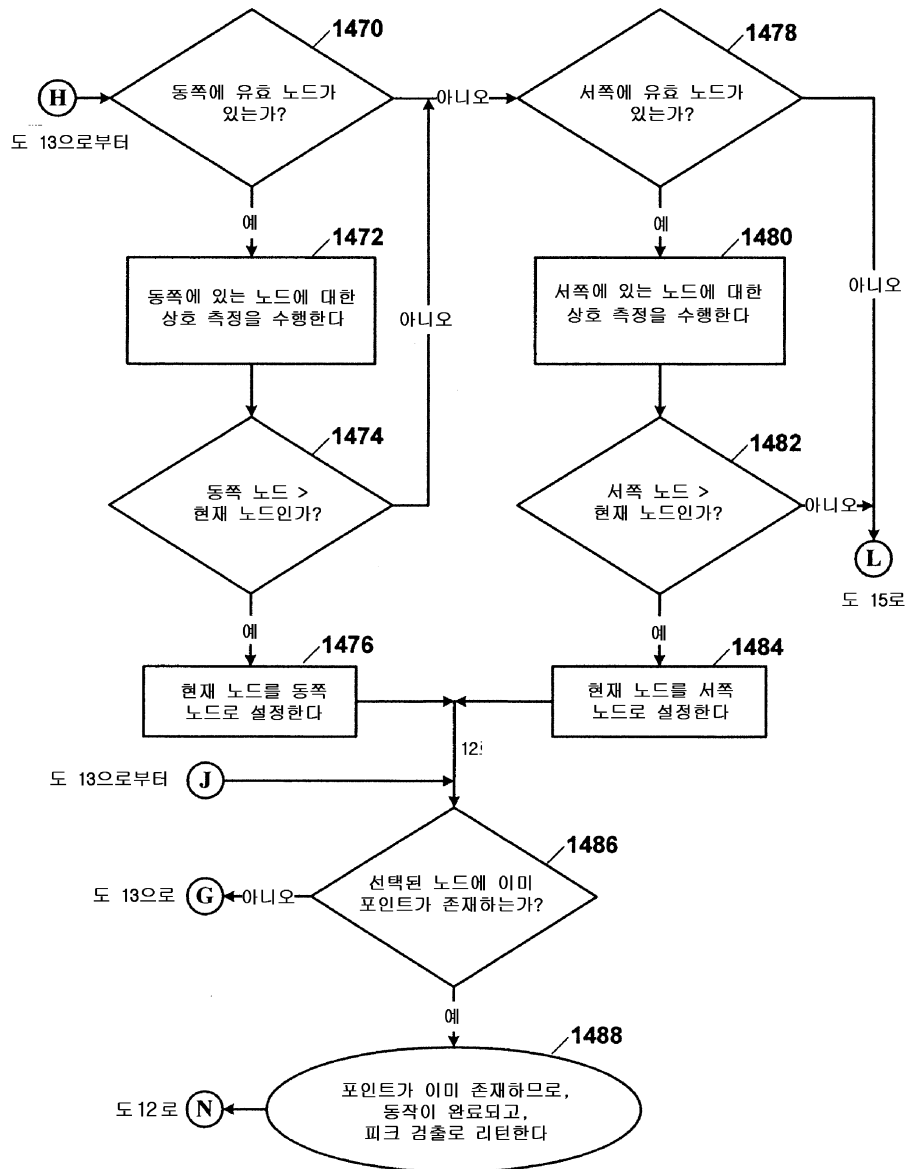 1470
1478
H
동쪽에 유효 노드가
있는가?
아니오
서쪽에 유효 노드가
있는가?
도 13으로부터
예
예
1472
1480
동쪽에 있는 노드에 대한
상호 측정을 수행한다
아니오
서쪽에 있는 노드에 대한
상호 측정을 수행한다
아니오
1474
1482
동쪽 노드 >
현재 노드인가?
서쪽 노드 >
현재 노드인가?
아니오
L
도 15로
예
예
1476
1484
현재 노드를 동쪽
노드로 설정한다
현재 노드를 서쪽
노드로 설정한다
도 13으로부터
J
1486
선택된 노드에 이미
포인트가 존재하는가?
도 13으로
G
아니오
예
1488
포인트가 이미 존재하므로,
동작이 완료되고,
피크 검출로 리턴한다
도12로
N